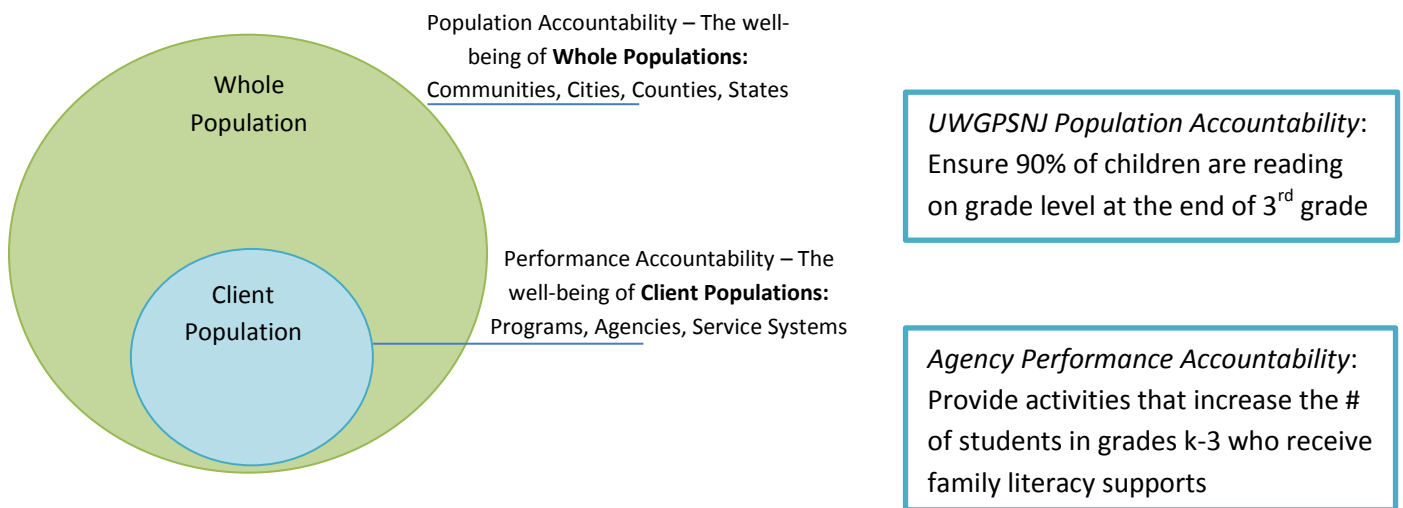 Population Accountability – The well-
being of Whole Populations:
Communities, Cities, Counties, States
Whole
Population
UWGPSNJ Population Accountability:
Ensure 90% of children are reading
on grade level at the end of 3rd grade
Performance Accountability – The
well-being of Client Populations:
Programs, Agencies, Service Systems
Client
Population
Agency Performance Accountability:
Provide activities that increase the #
of students in grades k-3 who receive
family literacy supports